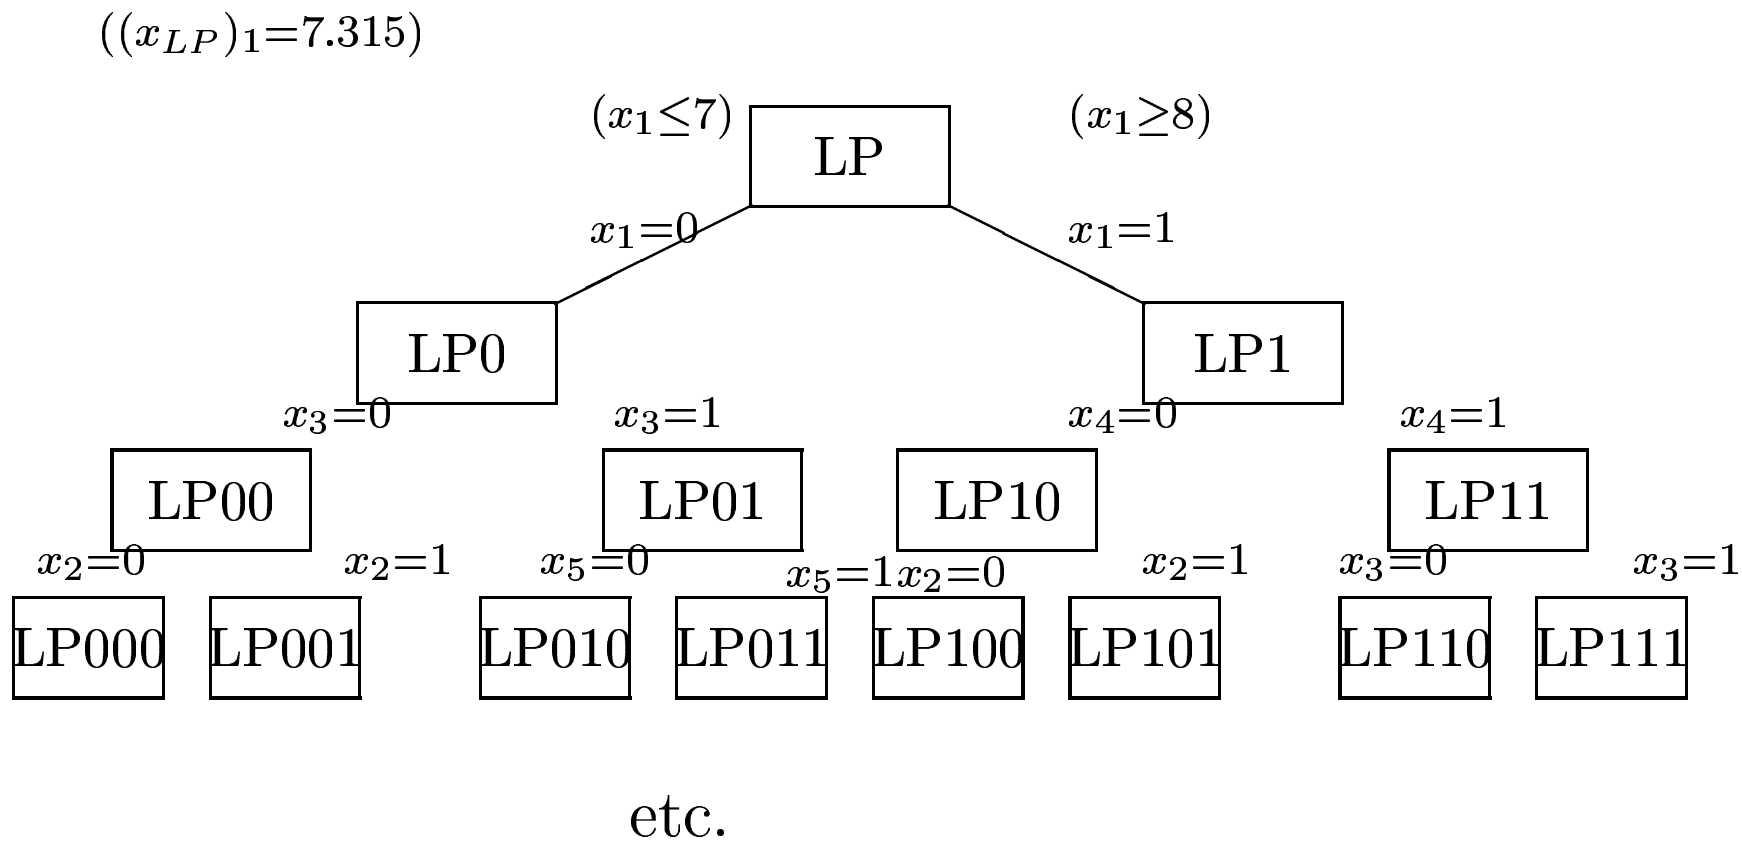 ((x_{LP})_1=7.315)
(x_1≤7) (x_1≥8)
LP
x_1=0 x_1=1
LP0 LP1
x_3=0 x_3=1 x_4=0 x_4=1
LP00 LP01 LP10 LP11
x_2=0 x_2=1 x_5=0 x_5=1 x_2=0 x_2=1 x_3=0 x_3=1
LP000 LP001 LP010 LP011 LP100 LP101 LP110 LP111
etc.